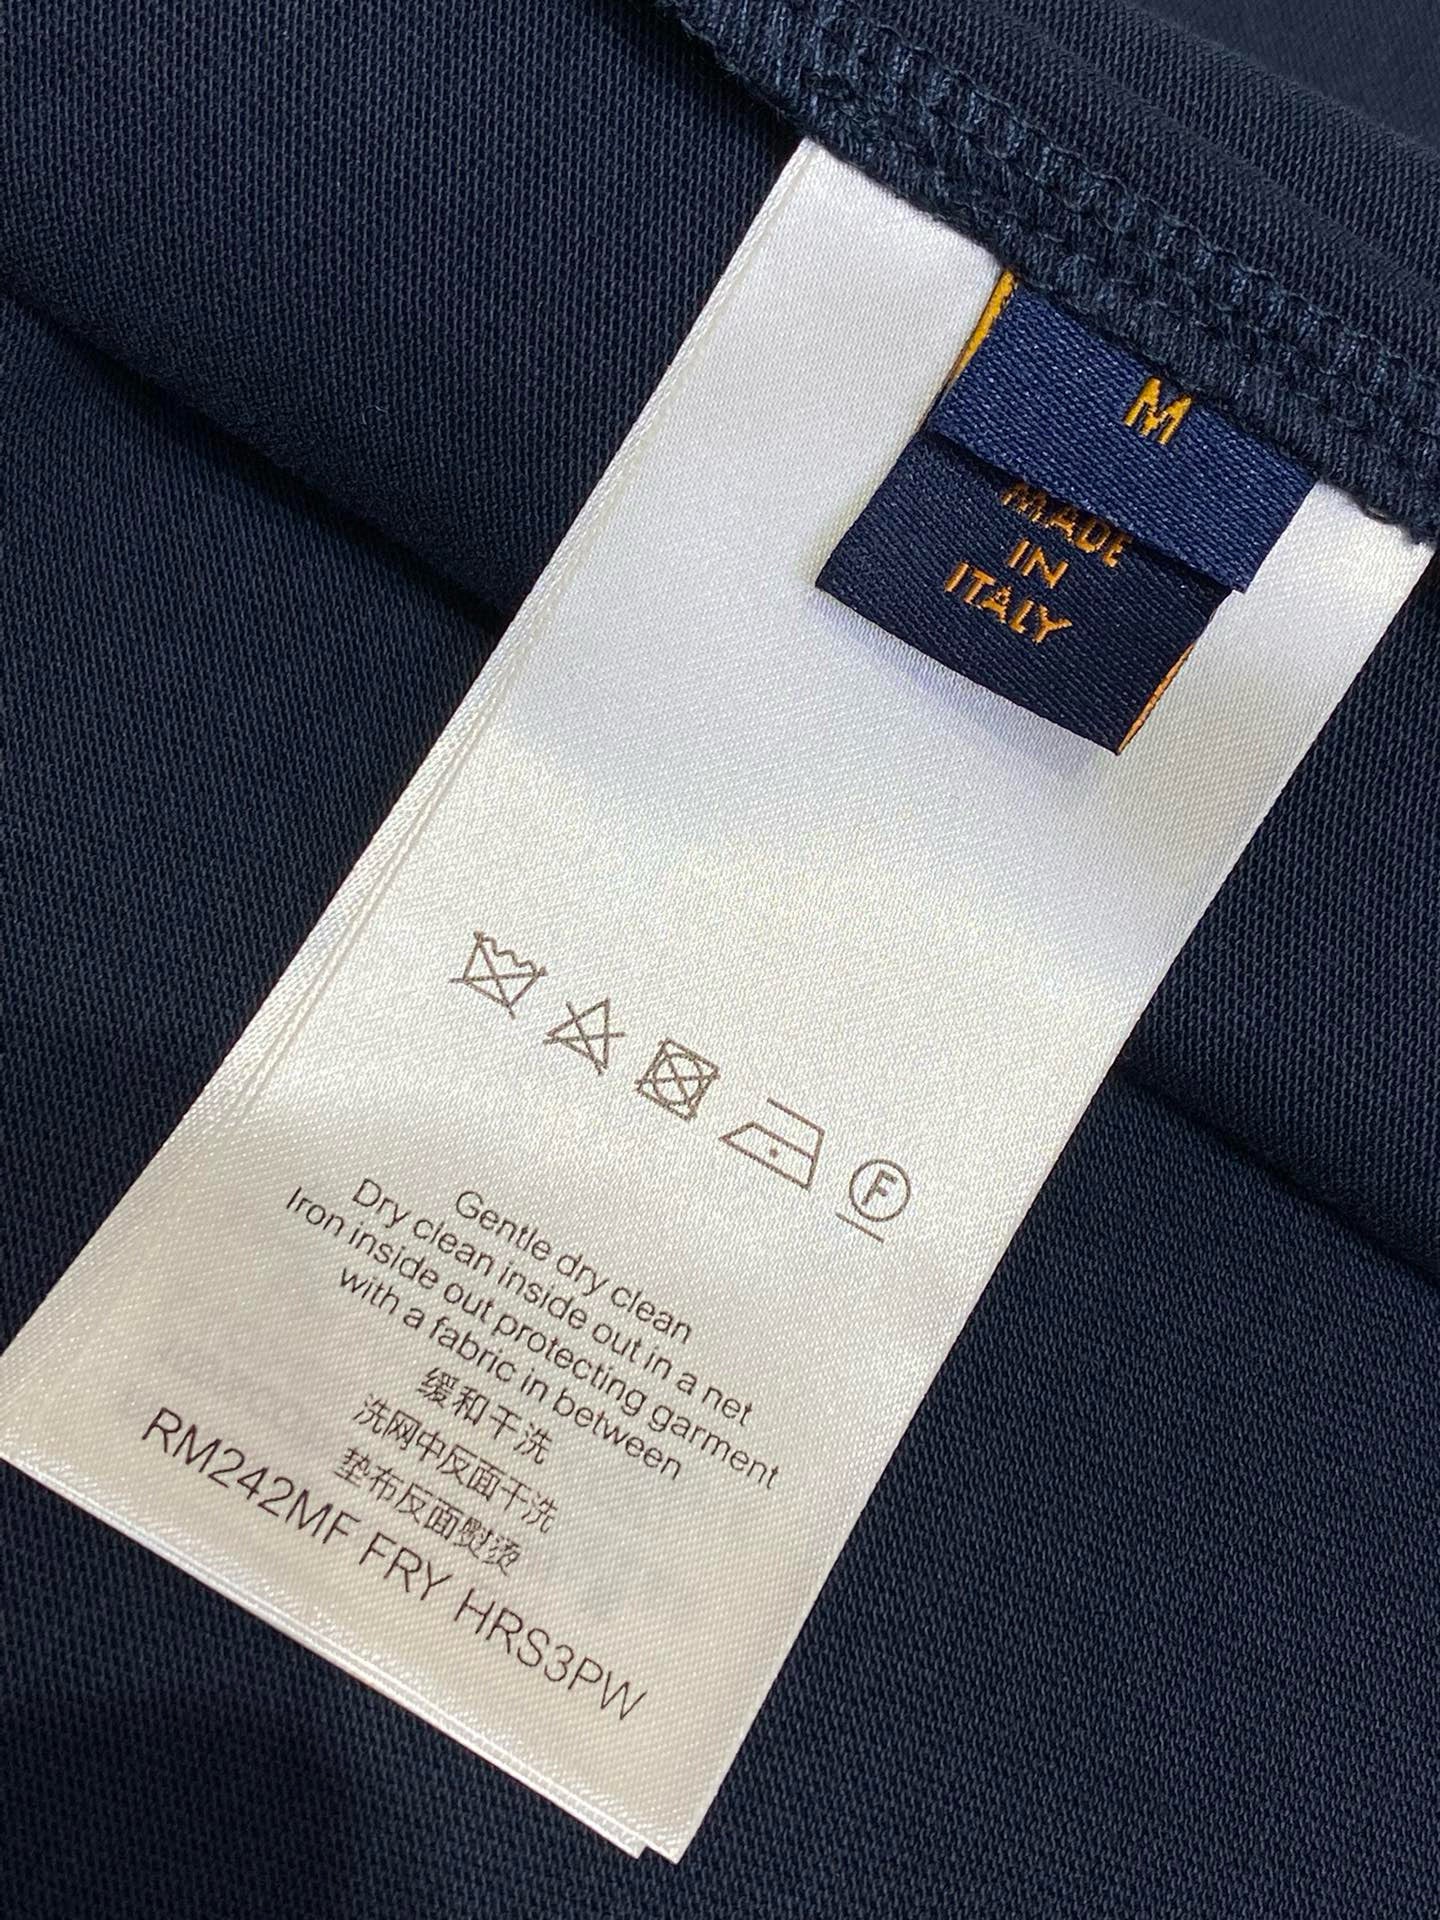 M
MADE
IN
ITALY
F
Gentle dry clean
Dry clean inside out in a net
Iron inside out protecting garment
with a fabric in between
缓和干洗
洗网中反面干洗
垫布反面熨烫
RM242MF FRY HRS3PW